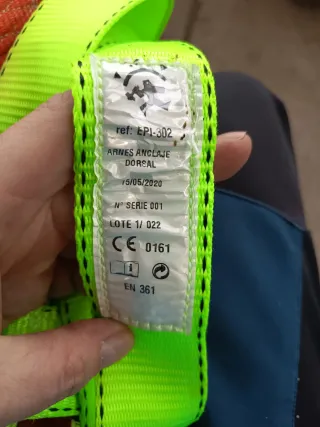 ref: EPI-302
ARNES ANCLAJE
DORSAL
15/05/2020
Nº SERIE 001
LOTE 1/ 022
CE 0161
i
EN 361